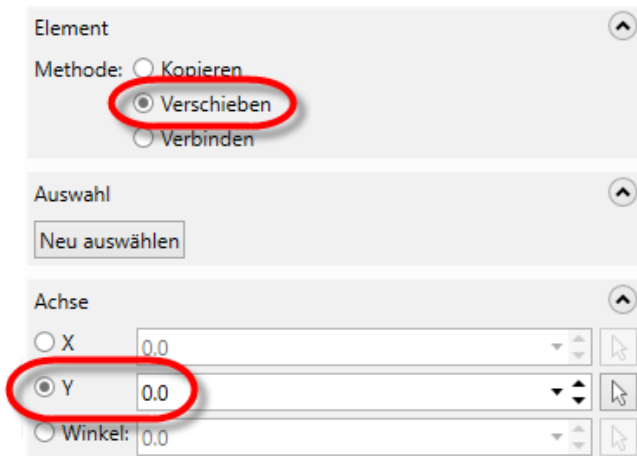 Element
Methode: Kopieren
Verschieben
Verbinden
Auswahl
Neu auswählen
Achse
X 0.0
Y 0.0
Winkel: 0.0